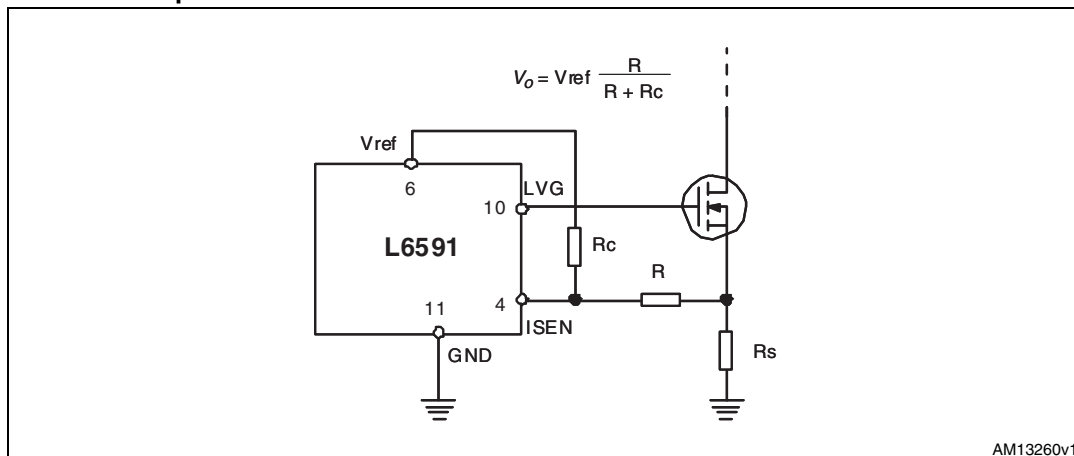 Vo = Vref R / R + Rc
Vref
6
LVG
10
L6591
Rc
R
11
4
ISEN
GND
Rs
AM13260v1